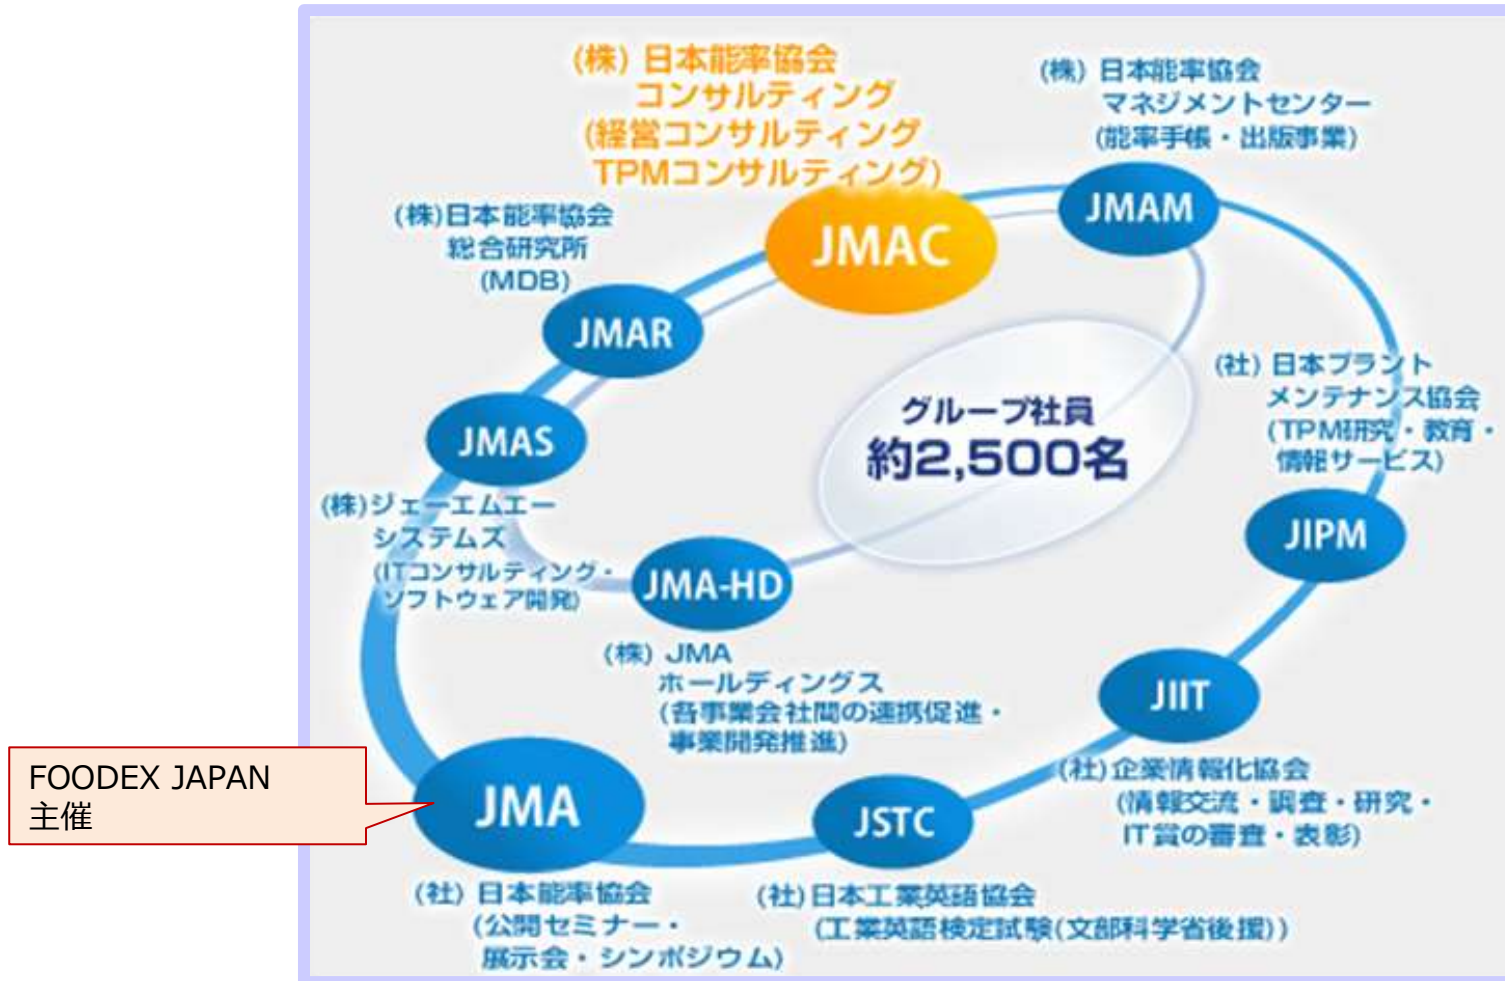 (株) 日本能率協会
コンサルティング
(経営コンサルティング
TPMコンサルティング)
JMAC
(株) 日本能率協会
マネジメントセンター
(能率手帳・出版事業)
JMAM
(株)日本能率協会
総合研究所
(MDB)
JMAR
(社) 日本プラント
メンテナンス協会
(TPM研究・教育・
情報サービス)
JIPM
グループ社員
約2,500名
JMAS
(株)ジェーエムエー
システムズ
(ITコンサルティング・
ソフトウェア開発)
JMA-HD
(株) JMA
ホールディングス
(各事業会社間の連携促進・
事業開発推進)
JIIT
(社)企業情報化協会
(情報交流・調査・研究・
IT賞の審査・表彰)
FOODEX JAPAN
主催
JMA
(社) 日本能率協会
(公開セミナー・
展示会・シンポジウム)
JSTC
(社)日本工業英語協会
(工業英語検定試験(文部科学省後援))